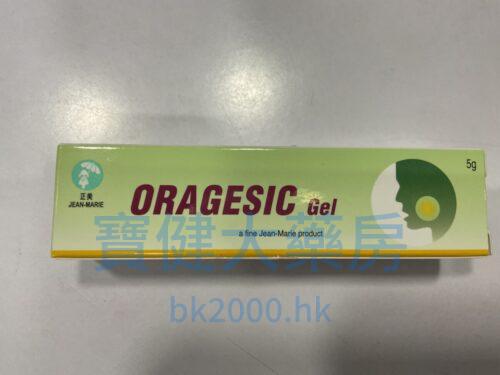 5g
正美
JEAN-MARIE
ORAGESIC Gel
a fine Jean-Marie product
寶健大藥房
bk2000.hk